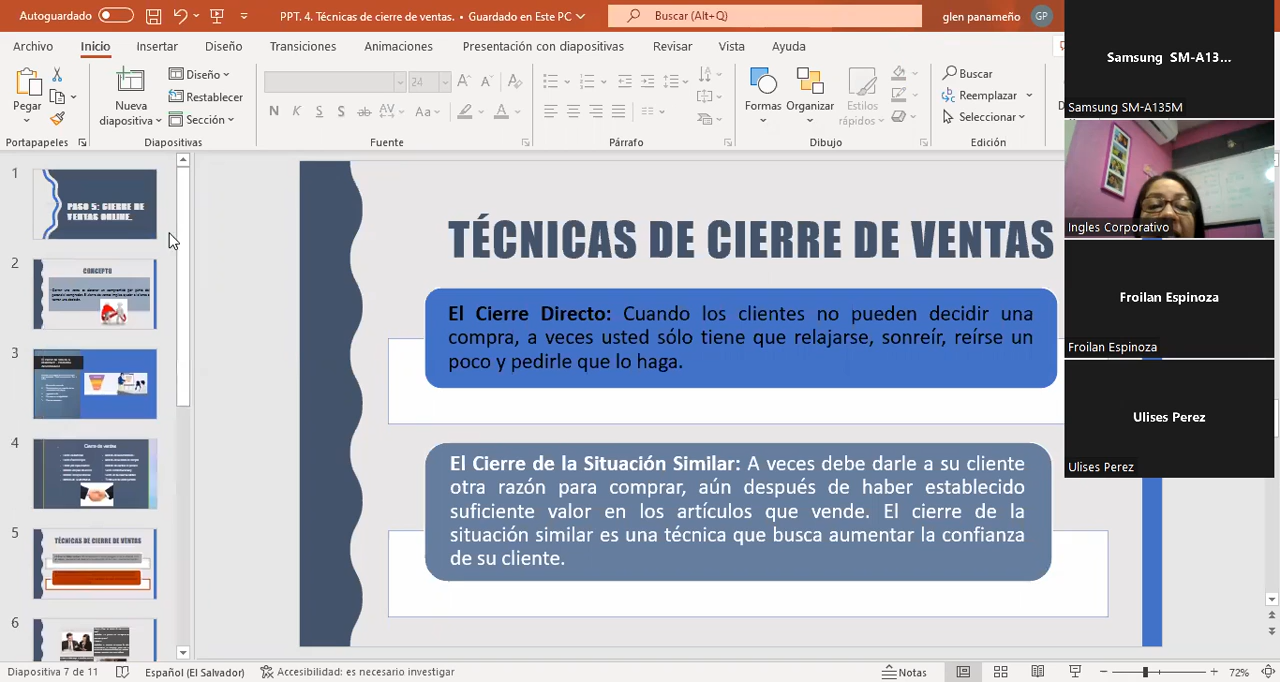 Autoguardado
PPT. 4. Técnicas de cierre de ventas. • Guardado en Este PC
Buscar (Alt+Q)
glen panameño
GP
Archivo Inicio Insertar Diseño Transiciones Animaciones Presentación con diapositivas Revisar Vista Ayuda
Pegar
Portapapeles
Nueva diapositiva
Diseño
Restablecer
Sección
Diapositivas
24
N K S S ab AV Aa A
Fuente
Párrafo
Formas
Organizar
Estilos rápidos
Dibujo
Buscar
Reemplazar
Seleccionar
Edición
1
PASO 5: CIERRE DE
VENTAS ONLINE.
2
CONCEPTO
3
4
Cierre de ventas
5
TÉCNICAS DE CIERRE DE VENTAS
6
TÉCNICAS DE CIERRE DE VENTAS
El Cierre Directo: Cuando los clientes no pueden decidir una
compra, a veces usted sólo tiene que relajarse, sonreír, reírse un
poco y pedirle que lo haga.
El Cierre de la Situación Similar: A veces debe darle a su cliente
otra razón para comprar, aún después de haber establecido
suficiente valor en los artículos que vende. El cierre de la
situación similar es una técnica que busca aumentar la confianza
de su cliente.
Samsung SM-A13...
Samsung SM-A135M
Ingles Corporativo
Froilan Espinoza
Froilan Espinoza
Ulises Perez
Ulises Perez
Diapositiva 7 de 11
Español (El Salvador)
Accesibilidad: es necesario investigar
Notas
72%